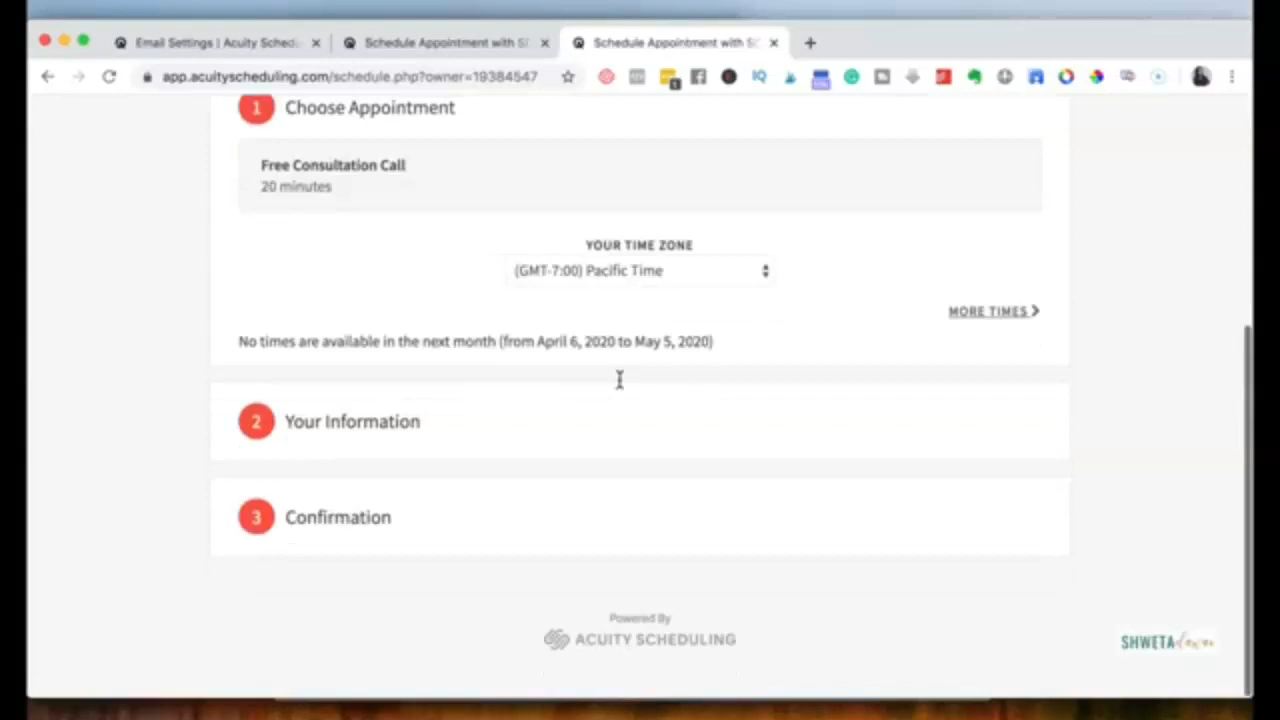 Email Settings | Acuity Schedu
Schedule Appointment with S
Schedule Appointment with S
app.acuityscheduling.com/schedule.php?owner=19384547
1 Choose Appointment
Free Consultation Call
20 minutes
YOUR TIME ZONE
(GMT-7:00) Pacific Time
MORE TIMES
No times are available in the next month (from April 6, 2020 to May 5, 2020)
2 Your Information
3 Confirmation
Powered By
ACUITY SCHEDULING
SHWETA